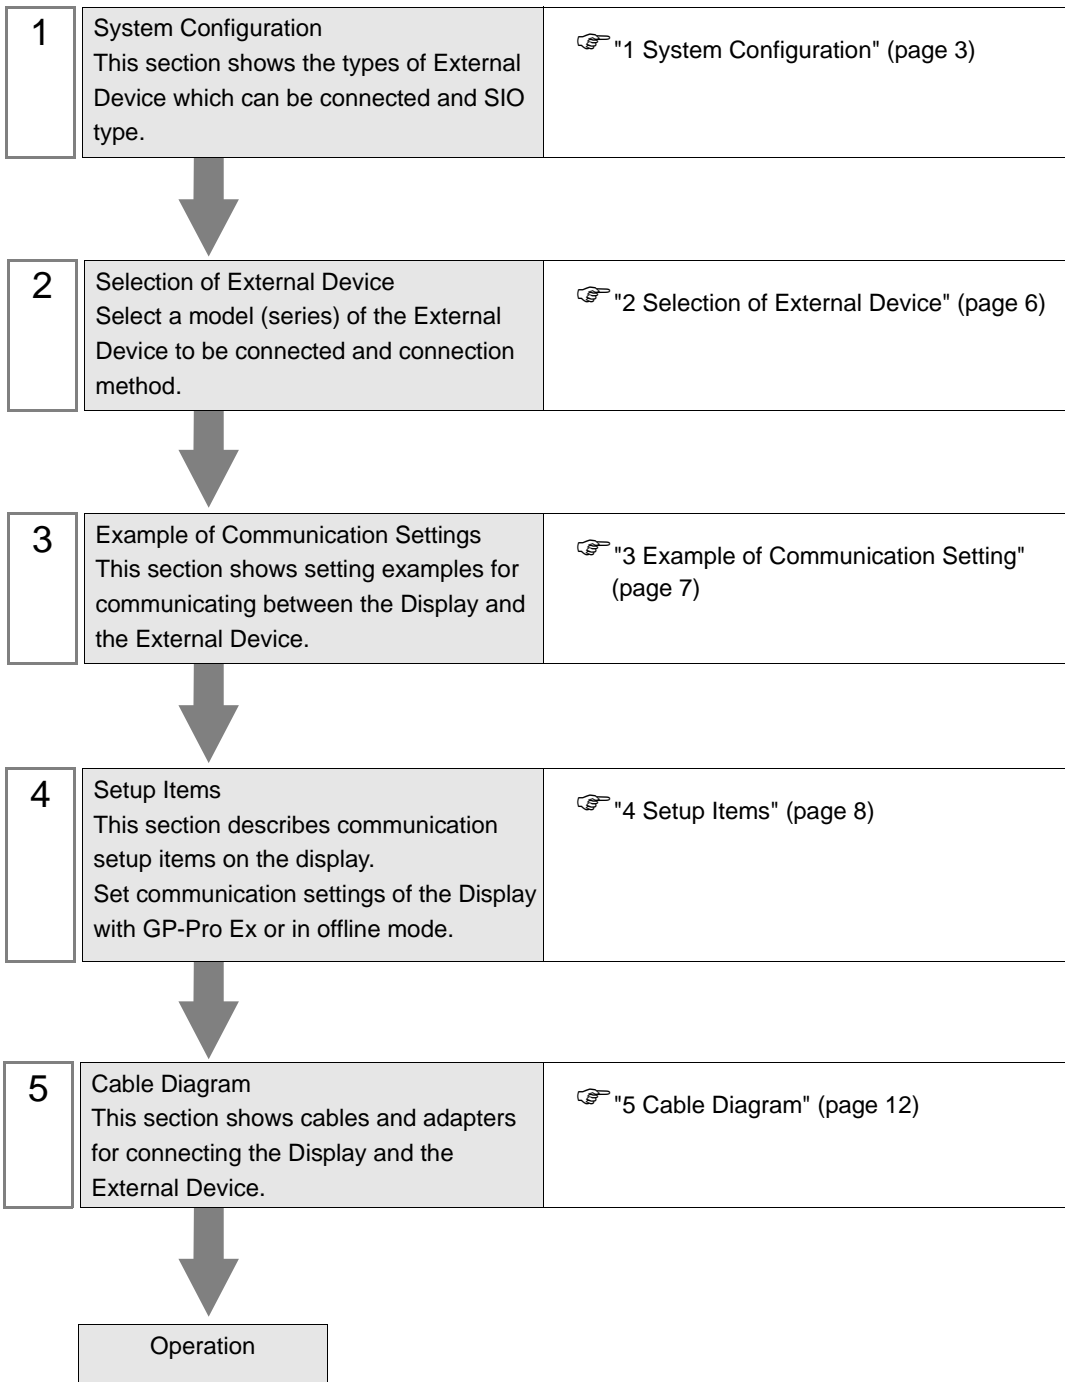 1
System Configuration
This section shows the types of External
Device which can be connected and SIO
type.
"1 System Configuration" (page 3)
2
Selection of External Device
Select a model (series) of the External
Device to be connected and connection
method.
"2 Selection of External Device" (page 6)
3
Example of Communication Settings
This section shows setting examples for
communicating between the Display and
the External Device.
"3 Example of Communication Setting"
(page 7)
4
Setup Items
This section describes communication
setup items on the display.
Set communication settings of the Display
with GP-Pro Ex or in offline mode.
"4 Setup Items" (page 8)
5
Cable Diagram
This section shows cables and adapters
for connecting the Display and the
External Device.
"5 Cable Diagram" (page 12)
Operation